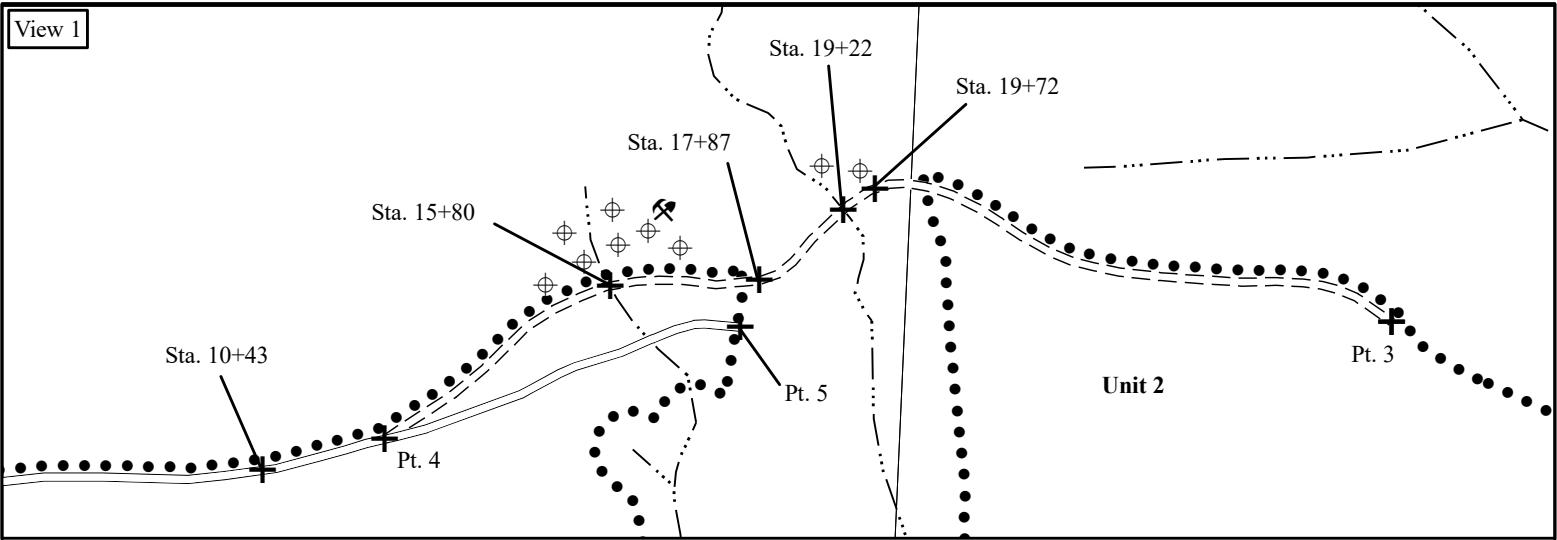 View 1
Sta. 19+22
Sta. 19+72
Sta. 17+87
Sta. 15+80
Sta. 10+43
Pt. 3
Unit 2
Pt. 5
Pt. 4